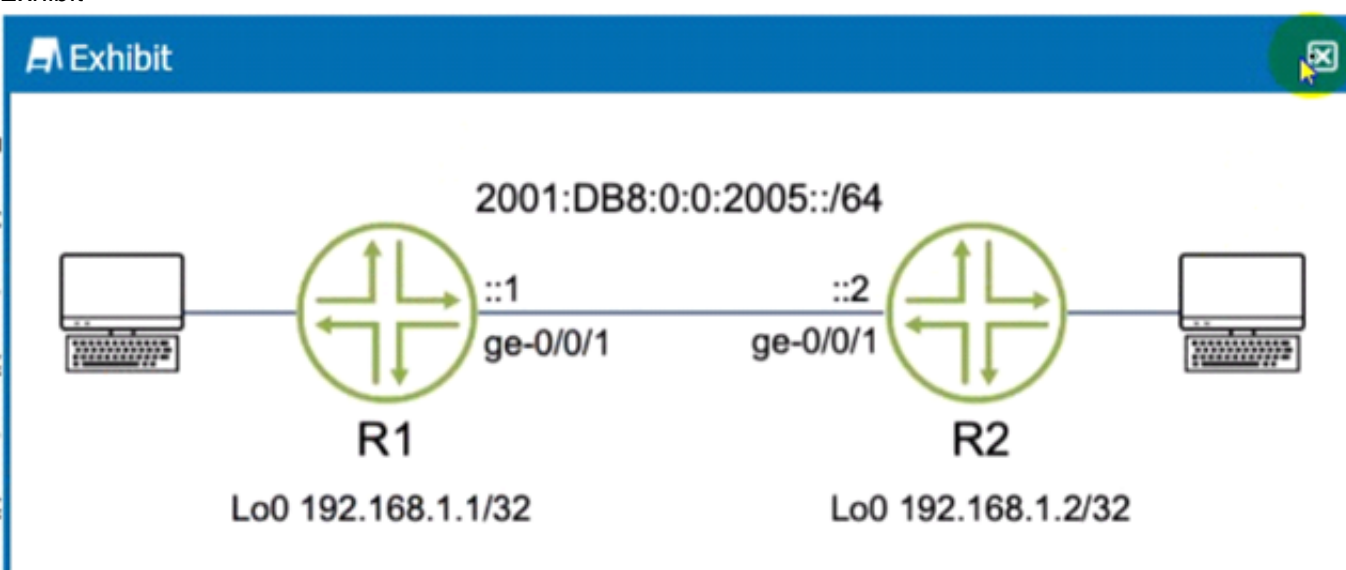 Exhibit
2001:DB8:0:0:2005::/64
::1 ::2
ge-0/0/1 ge-0/0/1
R1 R2
Lo0 192.168.1.1/32 Lo0 192.168.1.2/32